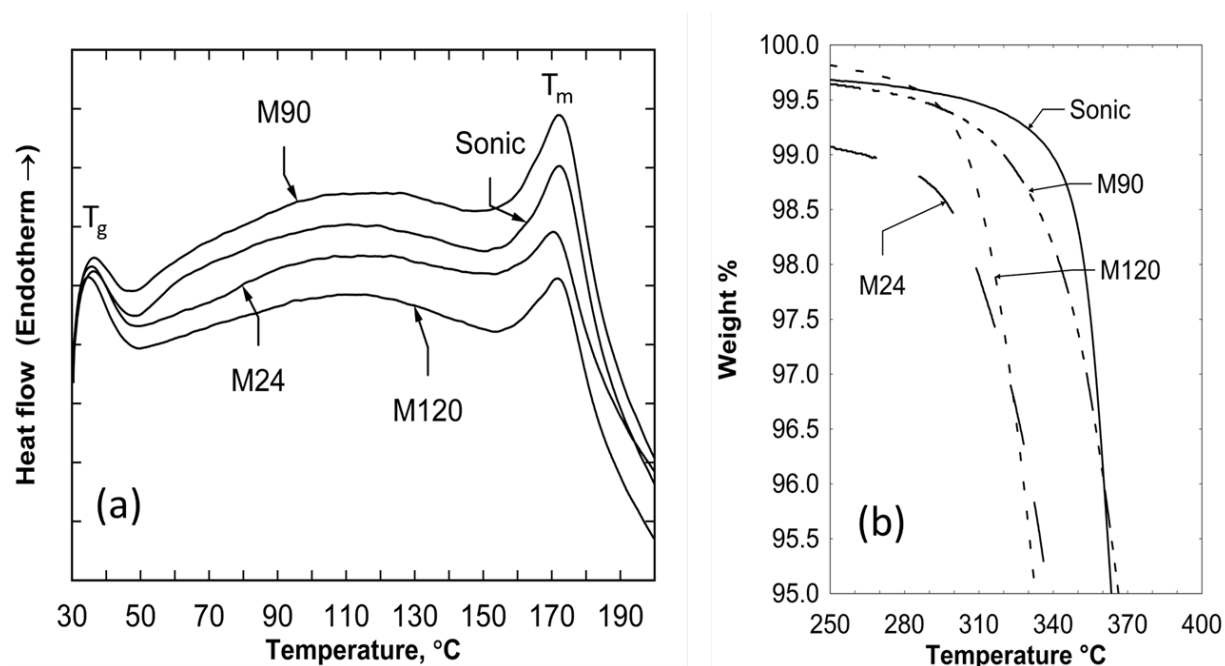 M90
T_m
Sonic
T_g
M24
M120
(a)
Heat flow (Endotherm →)
30 50 70 90 110 130 150 170 190
Temperature, °C
100.0
99.5
99.0
98.5
98.0
97.5
97.0
96.5
96.0
95.5
95.0
Weight %
Sonic
M90
M120
M24
(b)
250 280 310 340 370 400
Temperature °C